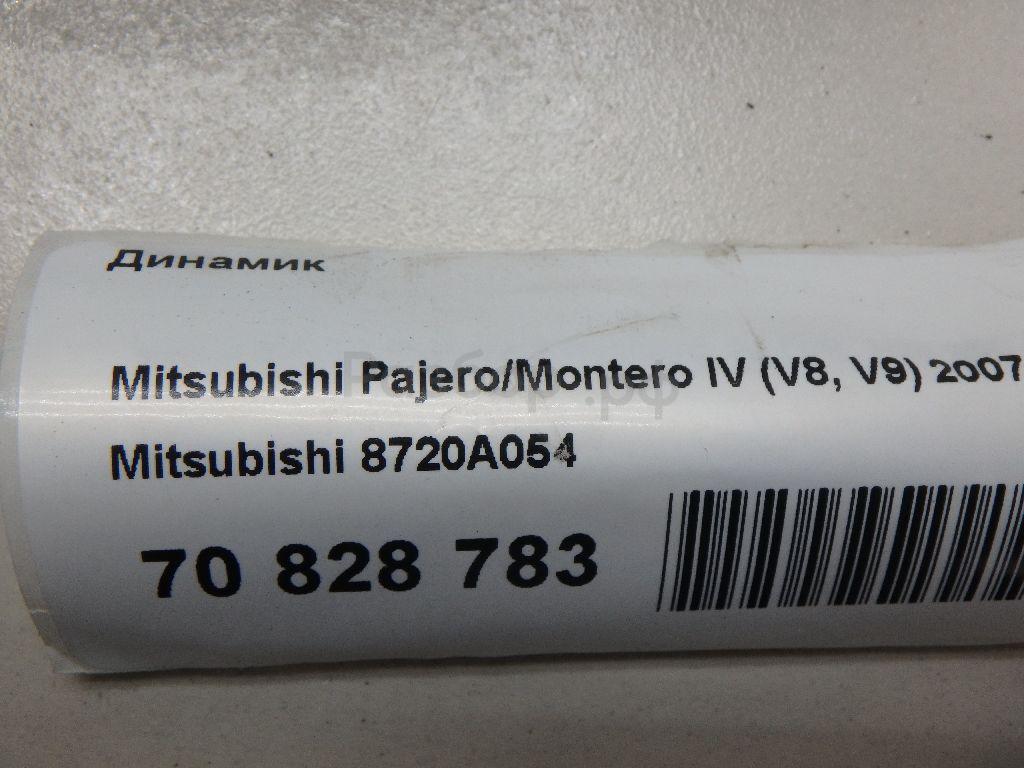 Динамик
Mitsubishi Pajero/Montero IV (V8, V9) 2007
Mitsubishi 8720A054
70 828 783